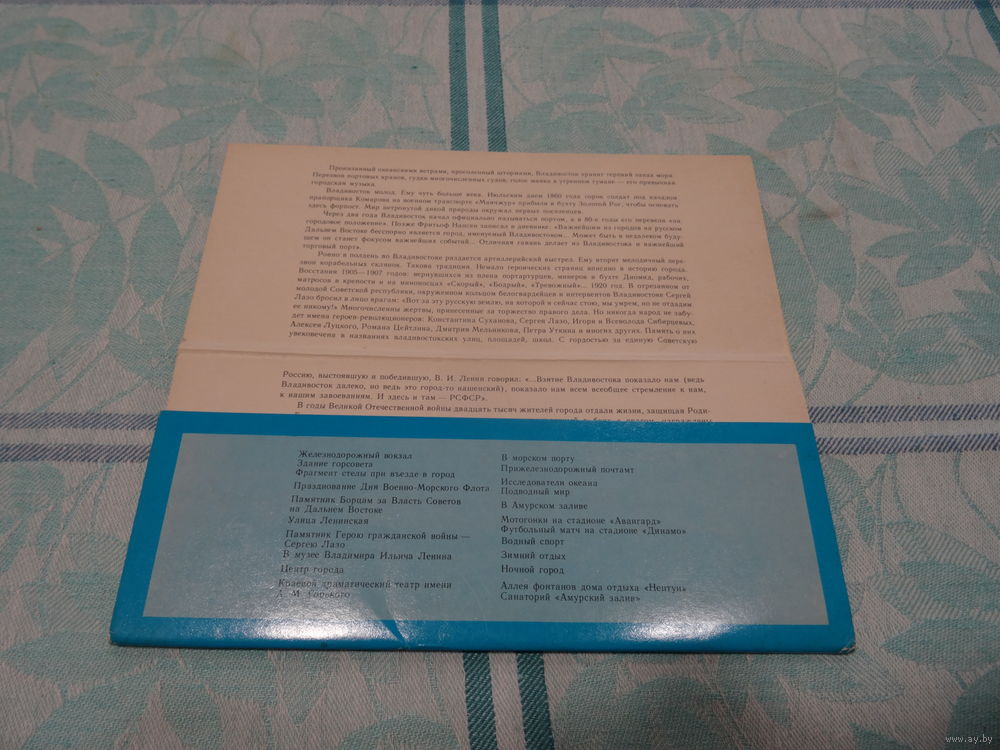 Пронизанный океанскими ветрами, просоленный штормами, Владивосток хранит терпкий запах моря.
Перезвон портовых кранов, гудки многочисленных судов, голос маяка в утреннем тумане — его привычная
городская музыка.
Владивосток молод. Ему чуть больше века. Июльским днем 1860 года сорок солдат под началом
прапорщика Комарова на военном транспорте «Манчжур» прибыли в бухту Золотой Рог, чтобы основать
здесь форпост. Мир нетронутой дикой природы окружал первых поселенцев.
Через два года Владивосток начал официально называться портом, а в 80-е годы его перевели «на
городовое положение». Позже Фритьоф Нансен записал в дневнике: «Важнейшим из городов на русском
Дальнем Востоке бесспорно является город, именуемый Владивостоком... Может быть в недалеком буду-
щем он станет фокусом важнейших событий... Отличная гавань делает из Владивостока и важнейший
торговый порт».
Ровно в полдень во Владивостоке раздается артиллерийский выстрел. Ему вторит мелодичный пере-
звон корабельных склянок. Такова традиция. Немало героических страниц вписано в историю города.
Восстания 1905—1907 годов: вернувшихся из плена портартурцев, минеров в бухте Диомид, рабочих,
матросов в крепости и на миноносцах «Скорый», «Бодрый», «Тревожный»... 1920 год. В отрезанном от
молодой Советской республики, окруженном кольцом белогвардейцев и интервентов Владивостоке Сергей
Лазо бросил в лицо врагам: «Вот за эту русскую землю, на которой я сейчас стою, мы умрем, но не отдадим
ее никому!» Многочисленны жертвы, принесенные за торжество правого дела. Но никогда народ не забу-
дет имена героев-революционеров: Константина Суханова, Сергея Лазо, Игоря и Всеволода Сибирцевых,
Алексея Луцкого, Романа Цейтлина, Дмитрия Мельникова, Петра Уткина и многих других. Память о них
увековечена в названиях владивостокских улиц, площадей, школ. С гордостью за единую Советскую
Россию, выстоявшую и победившую, В. И. Ленин говорил: «...Взятие Владивостока показало нам (ведь
Владивосток далеко, но ведь это город-то нашенский), показало нам всем всеобщее стремление к нам,
к нашим завоеваниям. И здесь и там — РСФСР».
В годы Великой Отечественной войны двадцать тысяч жителей города отдали жизни, защищая Роди-
Железнодорожный вокзал
Здание горсовета
Фрагмент стелы при въезде в город
Празднование Дня Военно-Морского Флота
Памятник Борцам за Власть Советов
на Дальнем Востоке
Улица Ленинская
Памятник Герою гражданской войны —
Сергею Лазо
В музее Владимира Ильича Ленина
Центр города
Краевой драматический театр имени
А. М. Горького
В морском порту
Прижелезнодорожный почтамт
Исследователи океана
Подводный мир
В Амурском заливе
Мотогонки на стадионе «Авангард»
Футбольный матч на стадионе «Динамо»
Водный спорт
Зимний отдых
Ночной город
Аллея фонтанов дома отдыха «Нептун»
Санаторий «Амурский залив»
www.ay.by